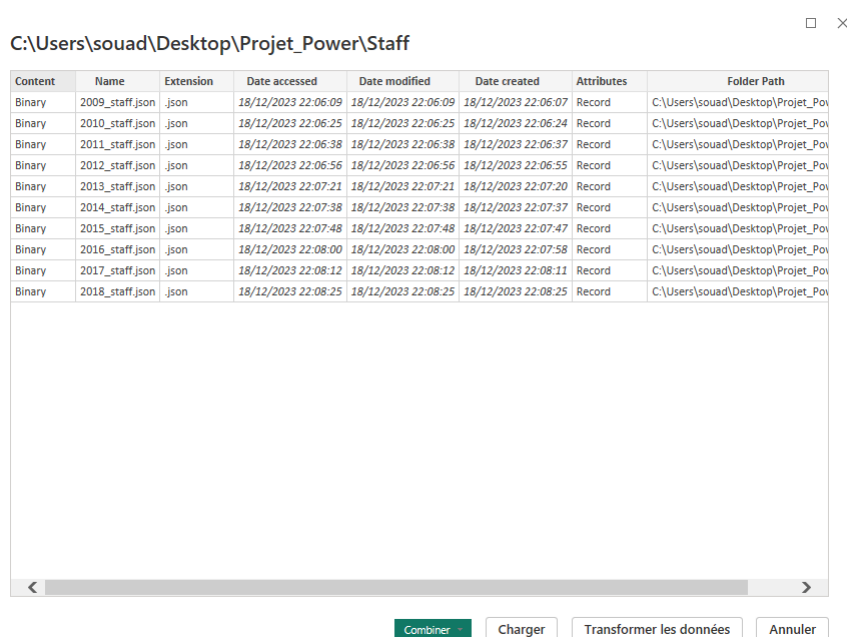 C:\Users\souad\Desktop\Projet_Power\Staff
Content Name Extension Date accessed Date modified Date created Attributes Folder Path
Binary 2009_staff.json .json 18/12/2023 22:06:09 18/12/2023 22:06:09 18/12/2023 22:06:07 Record C:\Users\souad\Desktop\Projet_Pov
Binary 2010_staff.json .json 18/12/2023 22:06:25 18/12/2023 22:06:25 18/12/2023 22:06:24 Record C:\Users\souad\Desktop\Projet_Pov
Binary 2011_staff.json .json 18/12/2023 22:06:38 18/12/2023 22:06:38 18/12/2023 22:06:37 Record C:\Users\souad\Desktop\Projet_Pov
Binary 2012_staff.json .json 18/12/2023 22:06:56 18/12/2023 22:06:56 18/12/2023 22:06:55 Record C:\Users\souad\Desktop\Projet_Pov
Binary 2013_staff.json .json 18/12/2023 22:07:21 18/12/2023 22:07:21 18/12/2023 22:07:20 Record C:\Users\souad\Desktop\Projet_Pov
Binary 2014_staff.json .json 18/12/2023 22:07:38 18/12/2023 22:07:38 18/12/2023 22:07:37 Record C:\Users\souad\Desktop\Projet_Pov
Binary 2015_staff.json .json 18/12/2023 22:07:48 18/12/2023 22:07:48 18/12/2023 22:07:47 Record C:\Users\souad\Desktop\Projet_Pov
Binary 2016_staff.json .json 18/12/2023 22:08:00 18/12/2023 22:08:00 18/12/2023 22:07:58 Record C:\Users\souad\Desktop\Projet_Pov
Binary 2017_staff.json .json 18/12/2023 22:08:12 18/12/2023 22:08:12 18/12/2023 22:08:11 Record C:\Users\souad\Desktop\Projet_Pov
Binary 2018_staff.json .json 18/12/2023 22:08:25 18/12/2023 22:08:25 18/12/2023 22:08:25 Record C:\Users\souad\Desktop\Projet_Pov
Combiner Charger Transformer les données Annuler